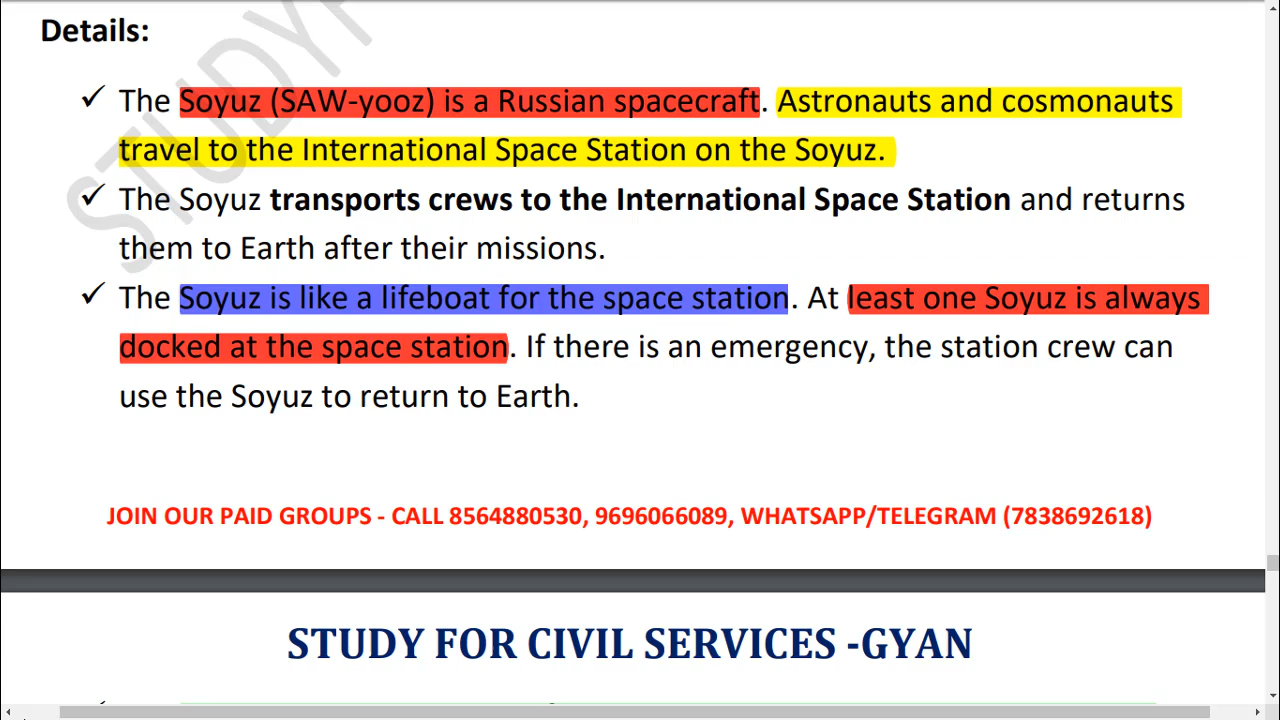 Details:
✓ The Soyuz (SAW-yooz) is a Russian spacecraft. Astronauts and cosmonauts
travel to the International Space Station on the Soyuz.
✓ The Soyuz transports crews to the International Space Station and returns
them to Earth after their missions.
✓ The Soyuz is like a lifeboat for the space station. At least one Soyuz is always
docked at the space station. If there is an emergency, the station crew can
use the Soyuz to return to Earth.
JOIN OUR PAID GROUPS - CALL 8564880530, 9696066089, WHATSAPP/TELEGRAM (7838692618)
STUDY FOR CIVIL SERVICES -GYAN